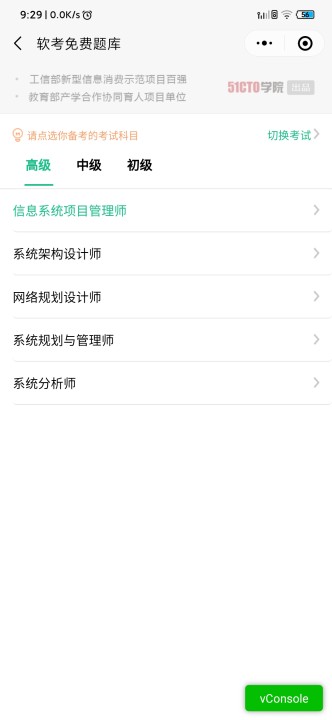 9:29 | 0.0K/s
56
软考免费题库
• 工信部新型信息消费示范项目百强
• 教育部产学合作协同育人项目单位
51CTO学院 出品
请点选你备考的考试科目
切换考试
高级 中级 初级
信息系统项目管理师
系统架构设计师
网络规划设计师
系统规划与管理师
系统分析师
vConsole